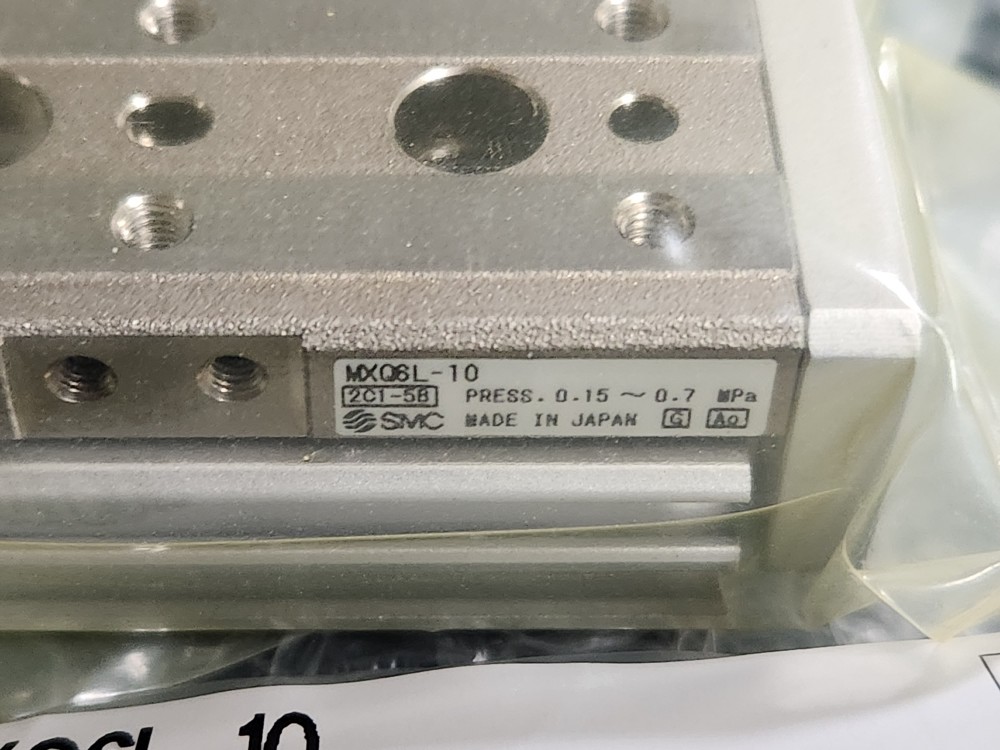 MXQ6L-10
2C1-5B PRESS. 0.15 ~ 0.7 MPa
SMC MADE IN JAPAN G Ao